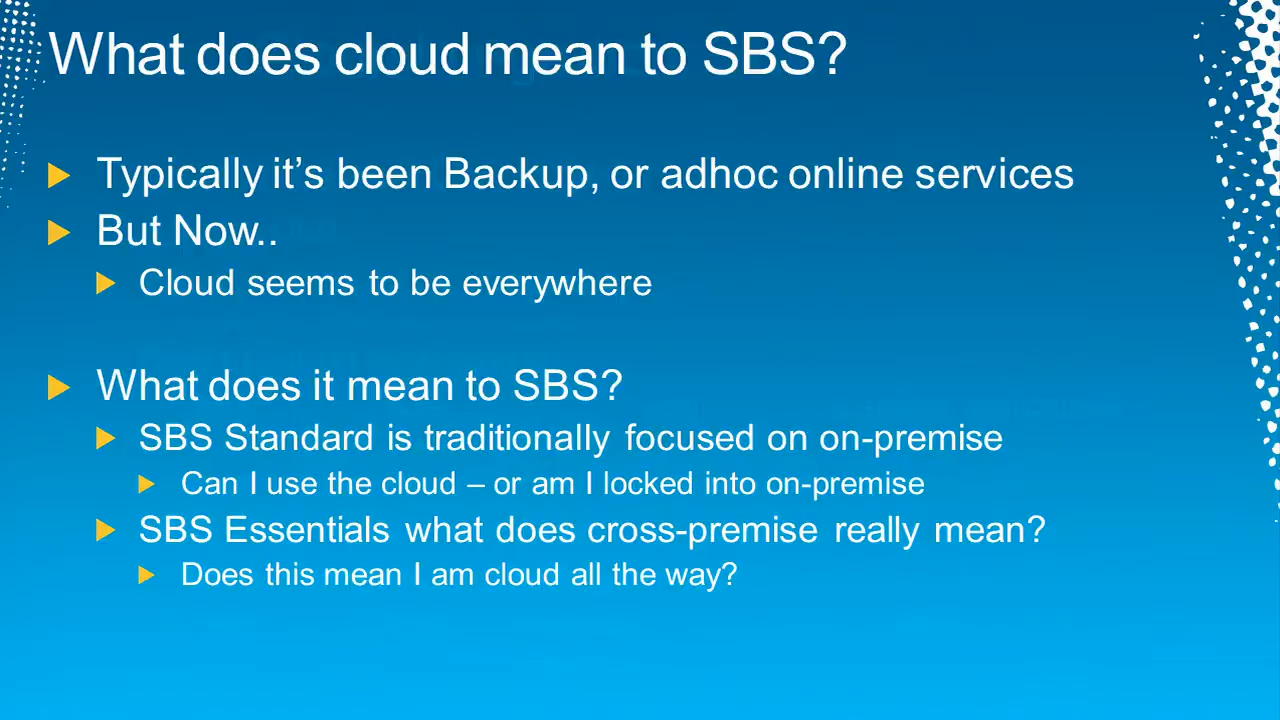 What does cloud mean to SBS?
Typically it’s been Backup, or adhoc online services
But Now..
Cloud seems to be everywhere
What does it mean to SBS?
SBS Standard is traditionally focused on on-premise
Can I use the cloud – or am I locked into on-premise
SBS Essentials what does cross-premise really mean?
Does this mean I am cloud all the way?